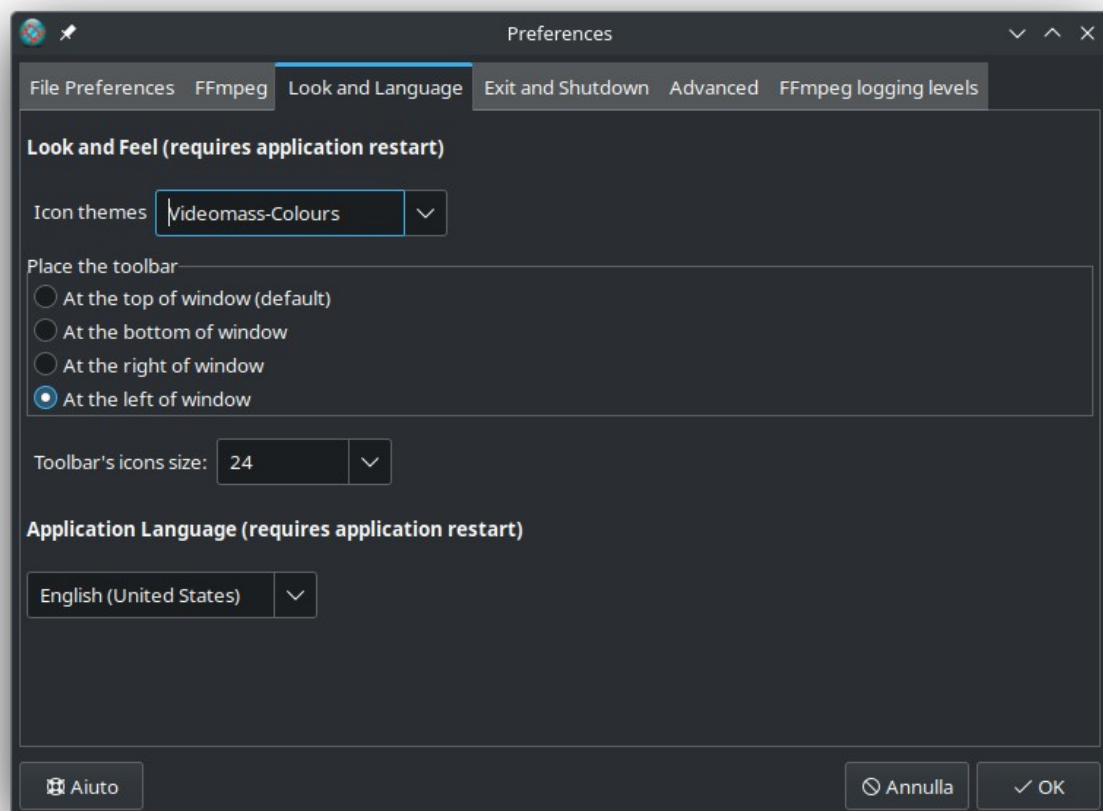 Preferences
File Preferences FFmpeg Look and Language Exit and Shutdown Advanced FFmpeg logging levels
Look and Feel (requires application restart)
Icon themes Videomass-Colours
Place the toolbar
At the top of window (default)
At the bottom of window
At the right of window
At the left of window
Toolbar's icons size: 24
Application Language (requires application restart)
English (United States)
Aiuto Annulla OK